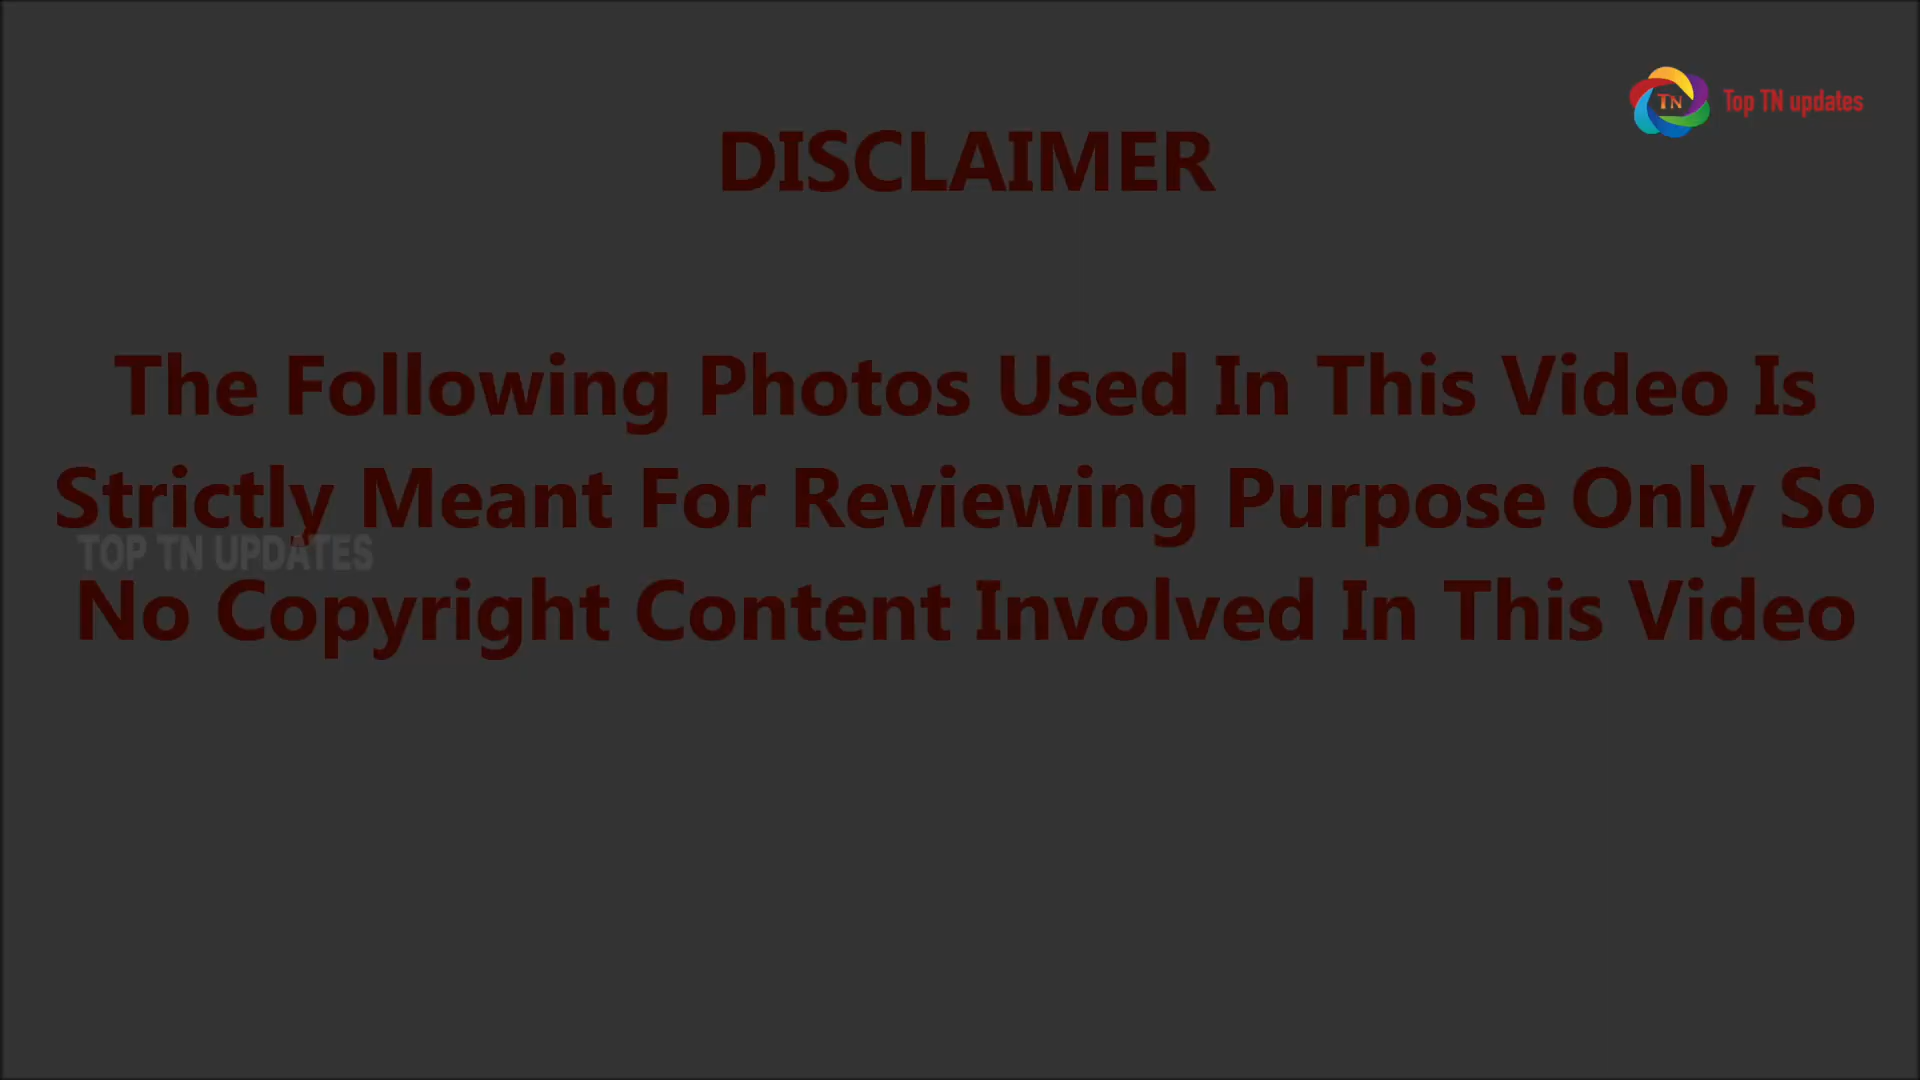 TN Top TN updates
DISCLAIMER
The Following Photos Used In This Video Is
Strictly Meant For Reviewing Purpose Only So
TOP TN UPDATES
No Copyright Content Involved In This Video